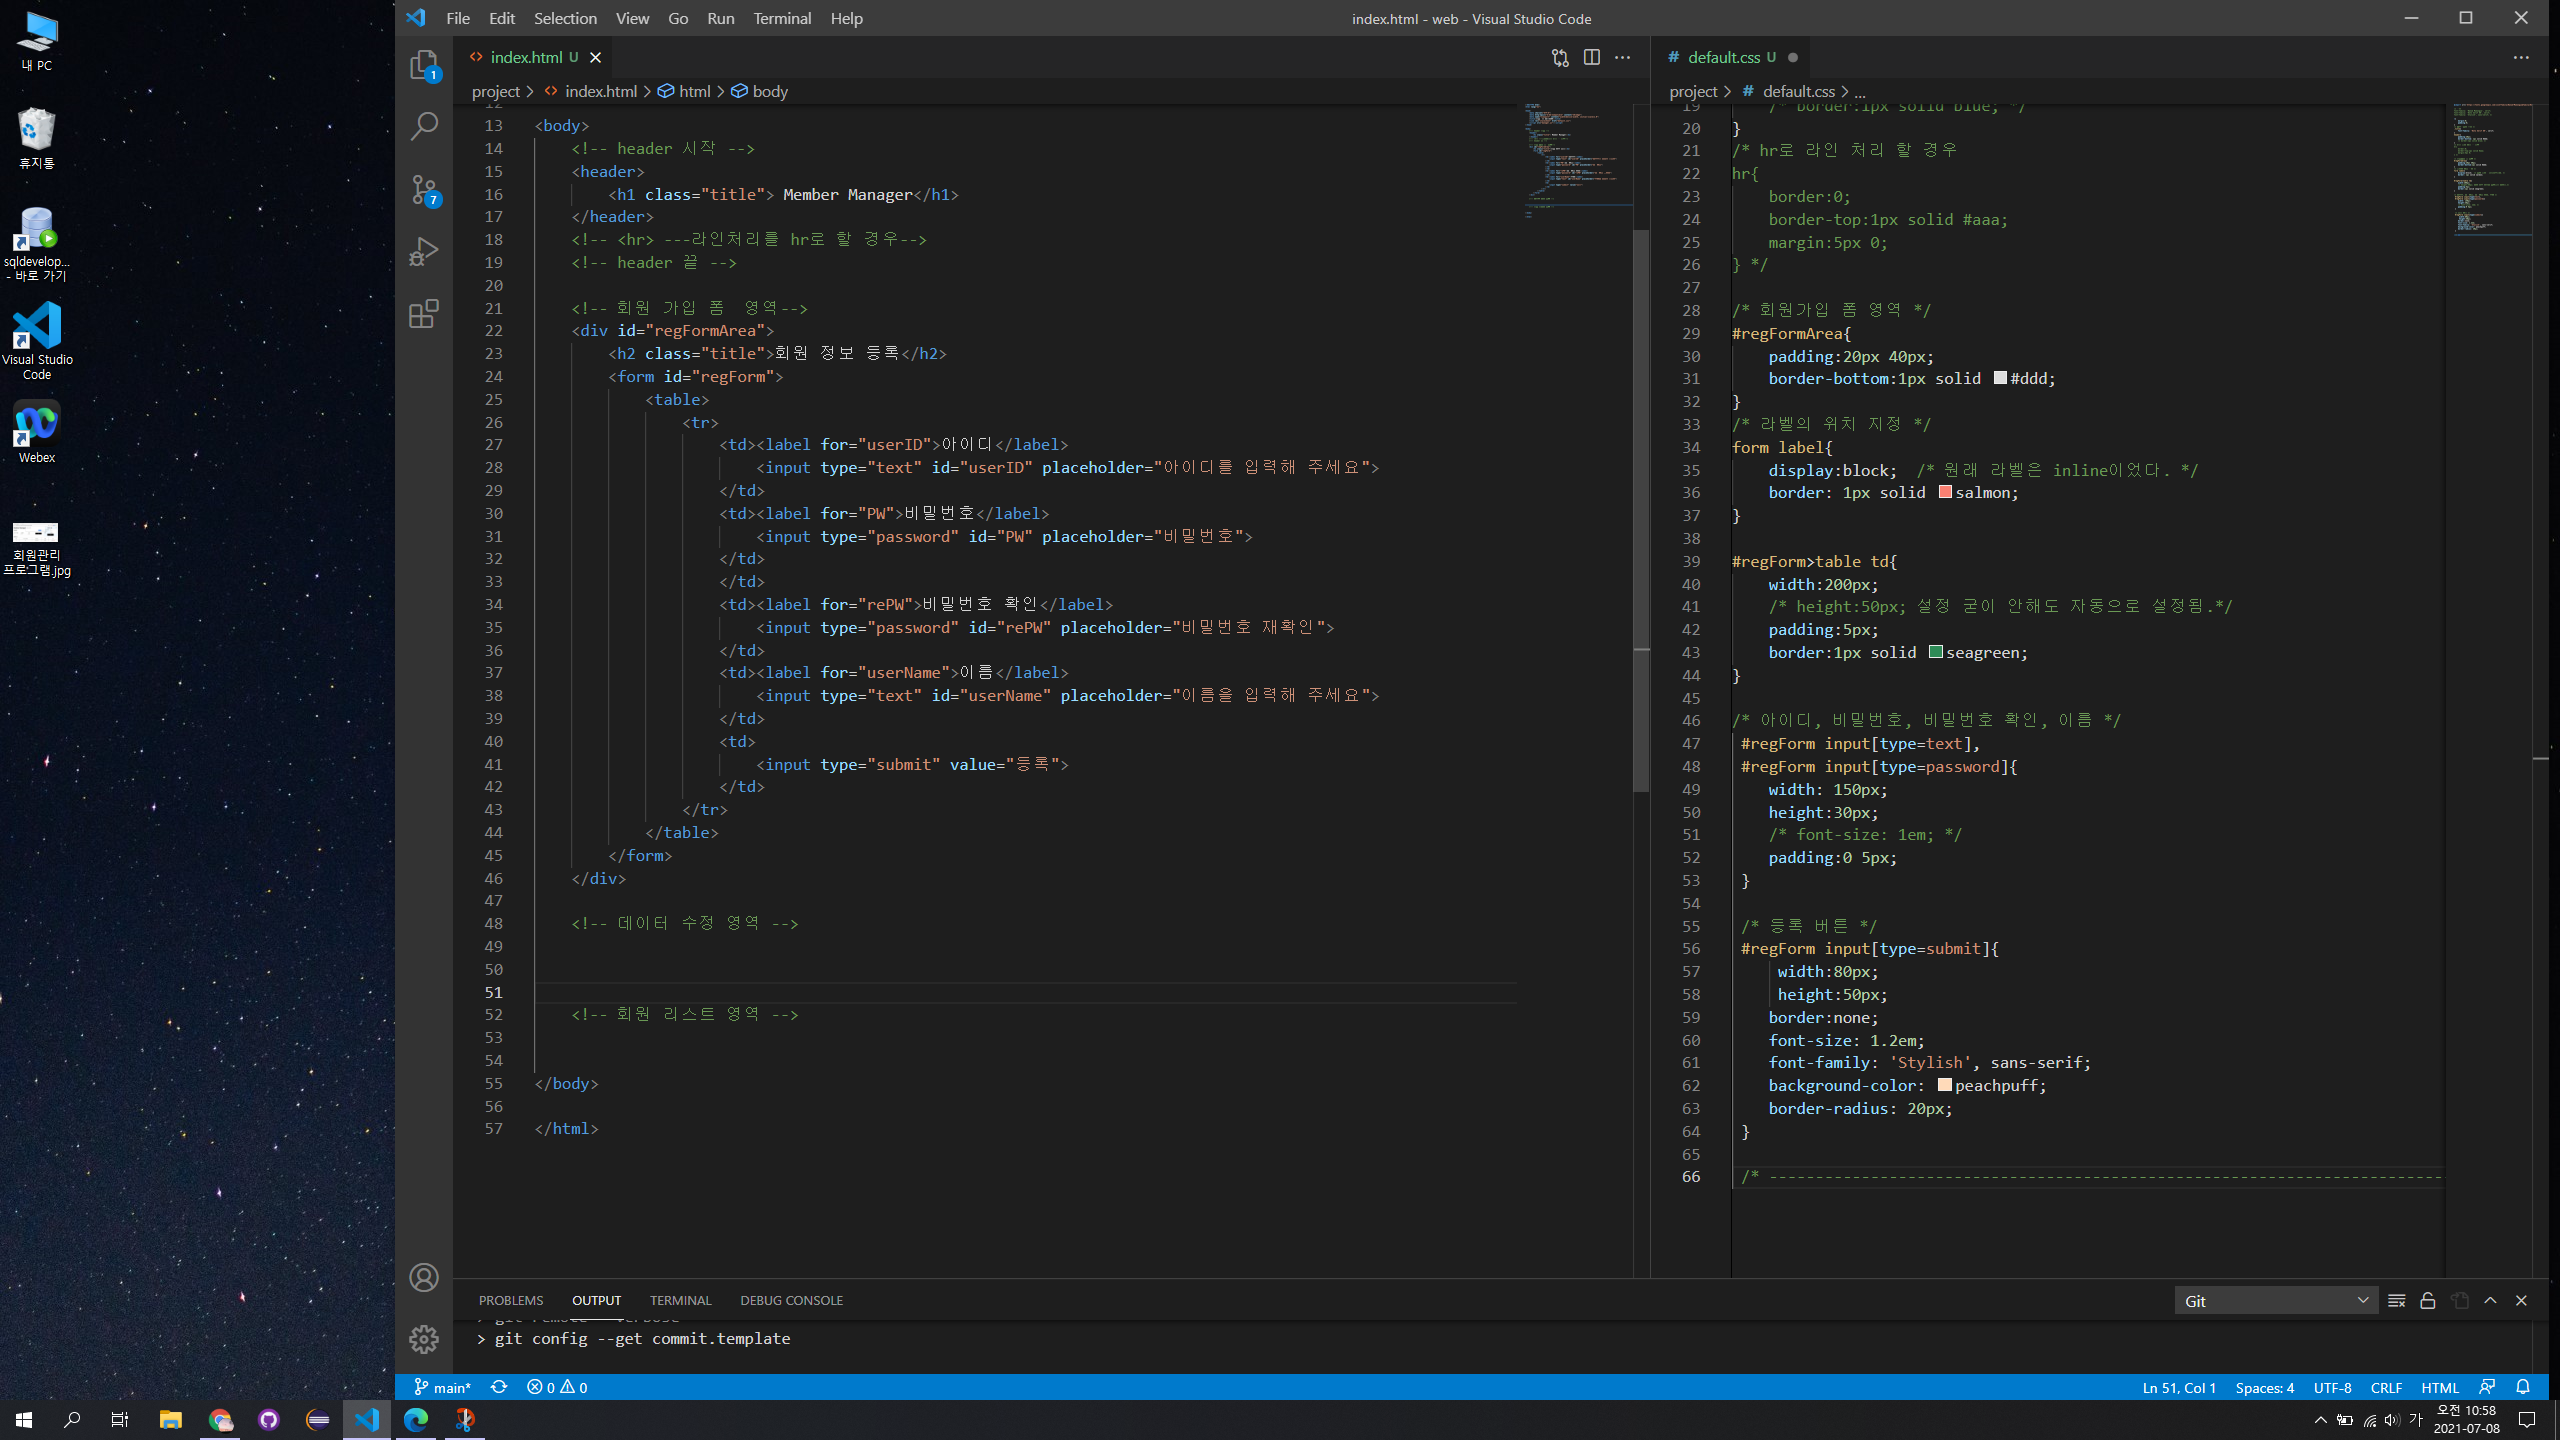 내 PC
휴지통
sqldevelop...
- 바로 가기
Visual Studio
Code
Webex
회원관리
프로그램.jpg
File Edit Selection View Go Run Terminal Help
index.html - web - Visual Studio Code
index.html U
project > index.html > html > body
12
13 <body>
14 <!-- header 시작 -->
15 <header>
16 <h1 class="title"> Member Manager</h1>
17 </header>
18 <!-- <hr> ---라인처리를 hr로 할 경우-->
19 <!-- header 끝 -->
20
21 <!-- 회원 가입 폼  영역-->
22 <div id="regFormArea">
23 <h2 class="title">회원 정보 등록</h2>
24 <form id="regForm">
25 <table>
26 <tr>
27 <td><label for="userID">아이디</label>
28 <input type="text" id="userID" placeholder="아이디를 입력해 주세요">
29 </td>
30 <td><label for="PW">비밀번호</label>
31 <input type="password" id="PW" placeholder="비밀번호">
32 </td>
33 </td>
34 <td><label for="rePW">비밀번호 확인</label>
35 <input type="password" id="rePW" placeholder="비밀번호 재확인">
36 </td>
37 <td><label for="userName">이름</label>
38 <input type="text" id="userName" placeholder="이름을 입력해 주세요">
39 </td>
40 <td>
41 <input type="submit" value="등록">
42 </td>
43 </tr>
44 </table>
45 </form>
46 </div>
47
48 <!-- 데이터 수정 영역 -->
49
50
51
52 <!-- 회원 리스트 영역 -->
53
54
55 </body>
56
57 </html>
# default.css U
project > # default.css > ...
19 /* border:1px solid blue; */
20 }
21 /* hr로 라인 처리 할 경우
22 hr{
23 border:0;
24 border-top:1px solid #aaa;
25 margin:5px 0;
26 } */
27
28 /* 회원가입 폼 영역 */
29 #regFormArea{
30 padding:20px 40px;
31 border-bottom:1px solid #ddd;
32 }
33 /* 라벨의 위치 지정 */
34 form label{
35 display:block;  /* 원래 라벨은 inline이었다. */
36 border: 1px solid salmon;
37 }
38
39 #regForm>table td{
40 width:200px;
41 /* height:50px; 설정 굳이 안해도 자동으로 설정됨.*/
42 padding:5px;
43 border:1px solid seagreen;
44 }
45
46 /* 아이디, 비밀번호, 비밀번호 확인, 이름 */
47 #regForm input[type=text],
48 #regForm input[type=password]{
49 width: 150px;
50 height:30px;
51 /* font-size: 1em; */
52 padding:0 5px;
53 }
54
55 /* 등록 버튼 */
56 #regForm input[type=submit]{
57 width:80px;
58 height:50px;
59 border:none;
60 font-size: 1.2em;
61 font-family: 'Stylish', sans-serif;
62 background-color: peachpuff;
63 border-radius: 20px;
64 }
65
66 /* --------------------------------------------------------------------------
1
7
PROBLEMS OUTPUT TERMINAL DEBUG CONSOLE
Git
> git config --get commit.template
main* 0 0
Ln 51, Col 1 Spaces: 4 UTF-8 CRLF HTML
가
오전 10:58
2021-07-08